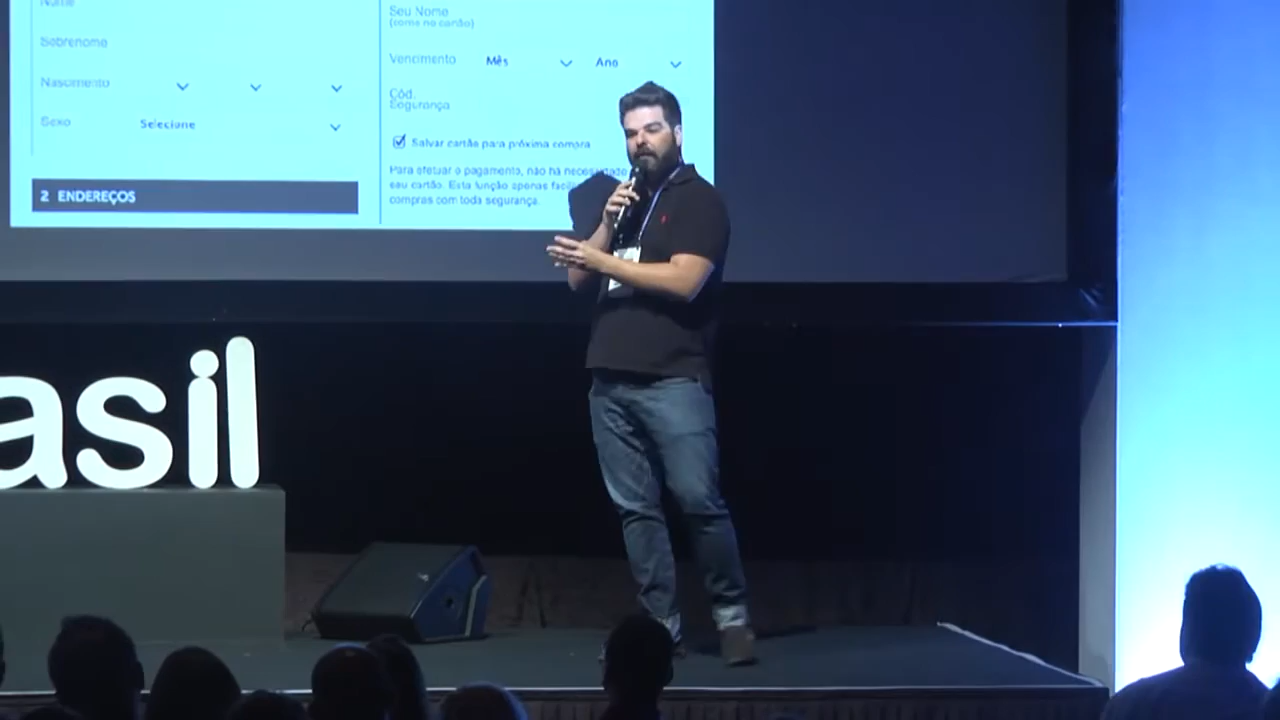 Nome
Sobrenome
Nascimento
Sexo Selecione
2 ENDEREÇOS
Seu Nome
(como no cartão)
Vencimento Mês Ano
Cód.
Segurança
Salvar cartão para próxima compra
Para efetuar o pagamento, não há necessidade
seu cartão. Esta função apenas facil
compras com toda segurança.
asil